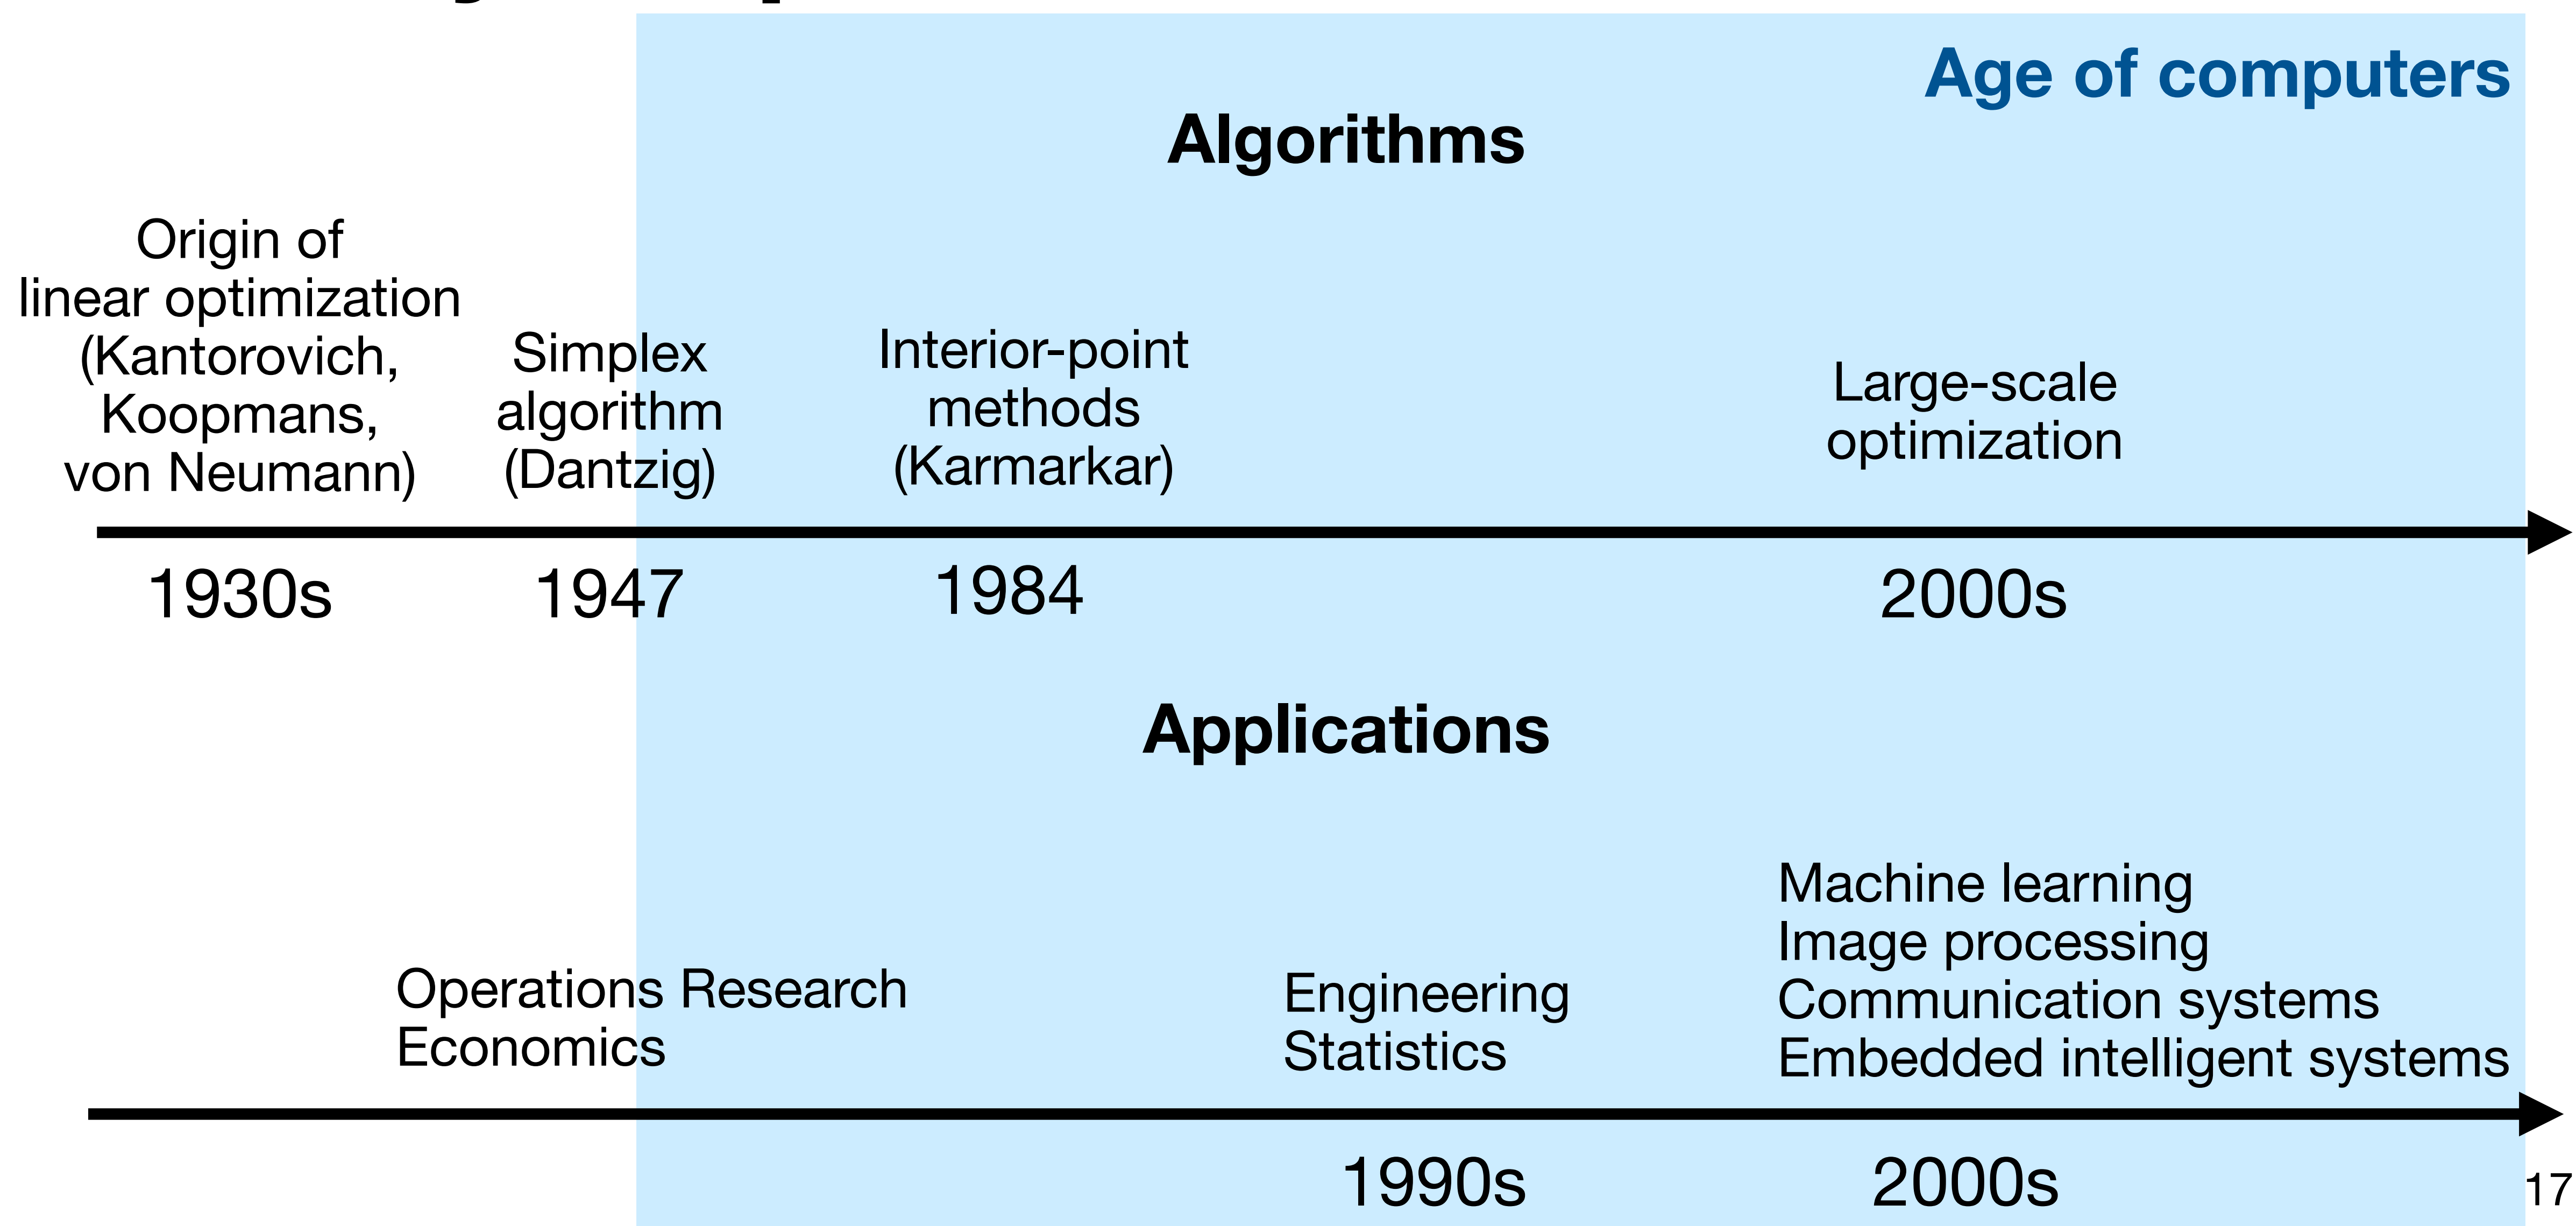 Age of computers
Algorithms
Origin of
linear optimization
(Kantorovich,
Koopmans,
von Neumann)
Simplex
algorithm
(Dantzig)
Interior-point
methods
(Karmarkar)
Large-scale
optimization
1930s
1947
1984
2000s
Applications
Operations Research
Economics
Engineering
Statistics
Machine learning
Image processing
Communication systems
Embedded intelligent systems
1990s
2000s
17